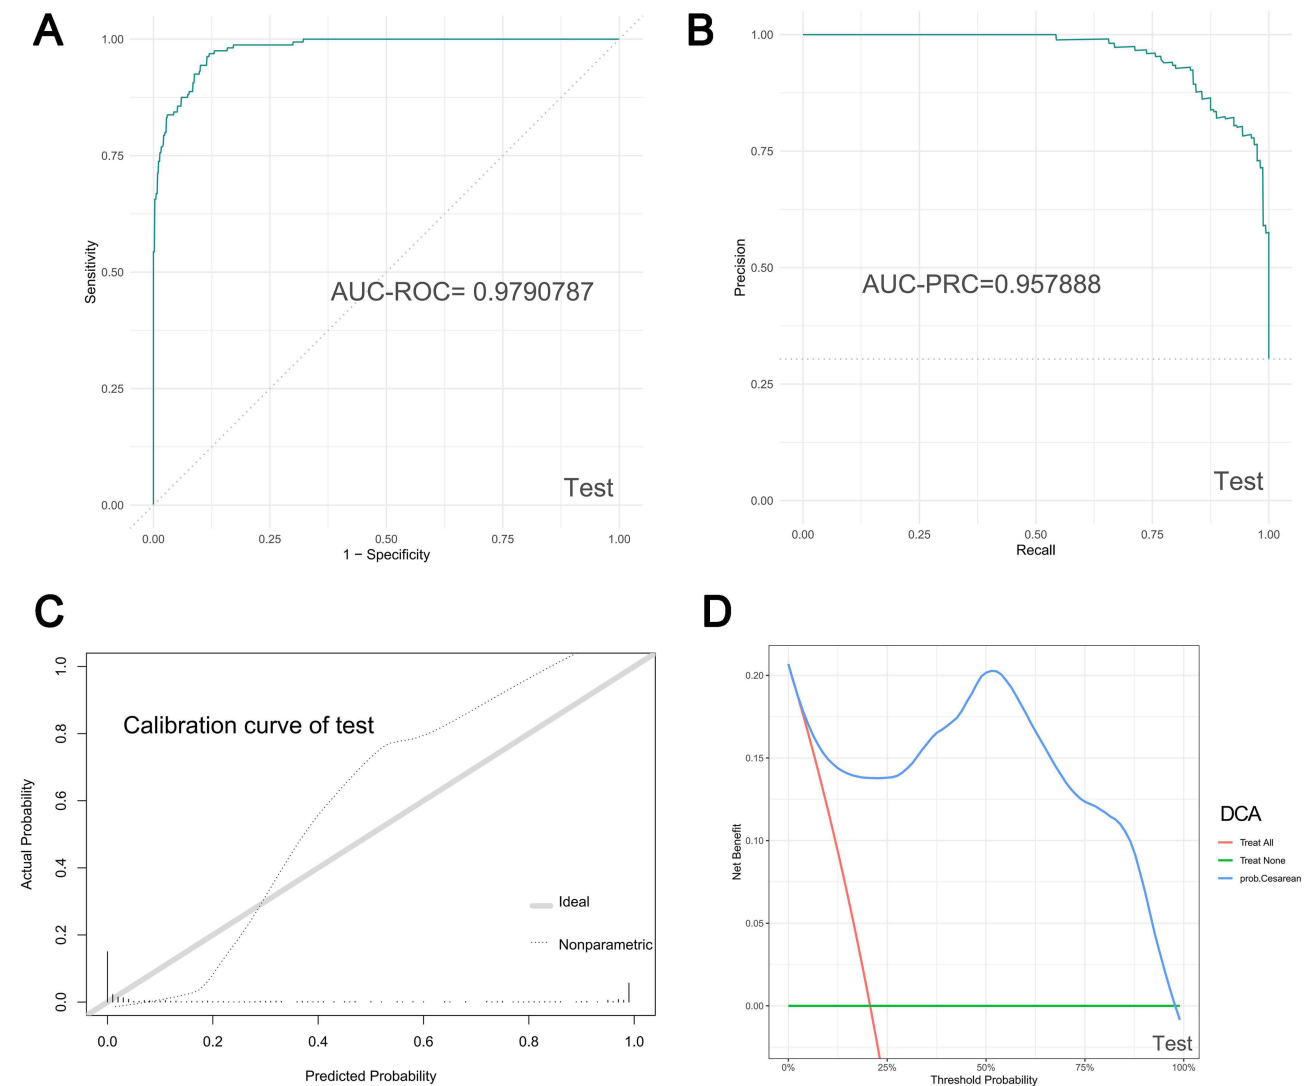 A
1.00
0.75
0.50
0.25
0.00
Sensitivity
AUC-ROC= 0.9790787
Test
0.00 0.25 0.50 0.75 1.00
1 − Specificity
B
1.00
0.75
0.50
0.25
0.00
Precision
AUC-PRC=0.957888
Test
0.00 0.25 0.50 0.75 1.00
Recall
C
Calibration curve of test
1.0
0.8
0.6
0.4
0.2
0.0
Actual Probability
Ideal
Nonparametric
0.0 0.2 0.4 0.6 0.8 1.0
Predicted Probability
D
0.20
0.15
0.10
0.05
0.00
Net Benefit
Test
0% 25% 50% 75% 100%
Threshold Probability
DCA
Treat All
Treat None
prob.Cesarean